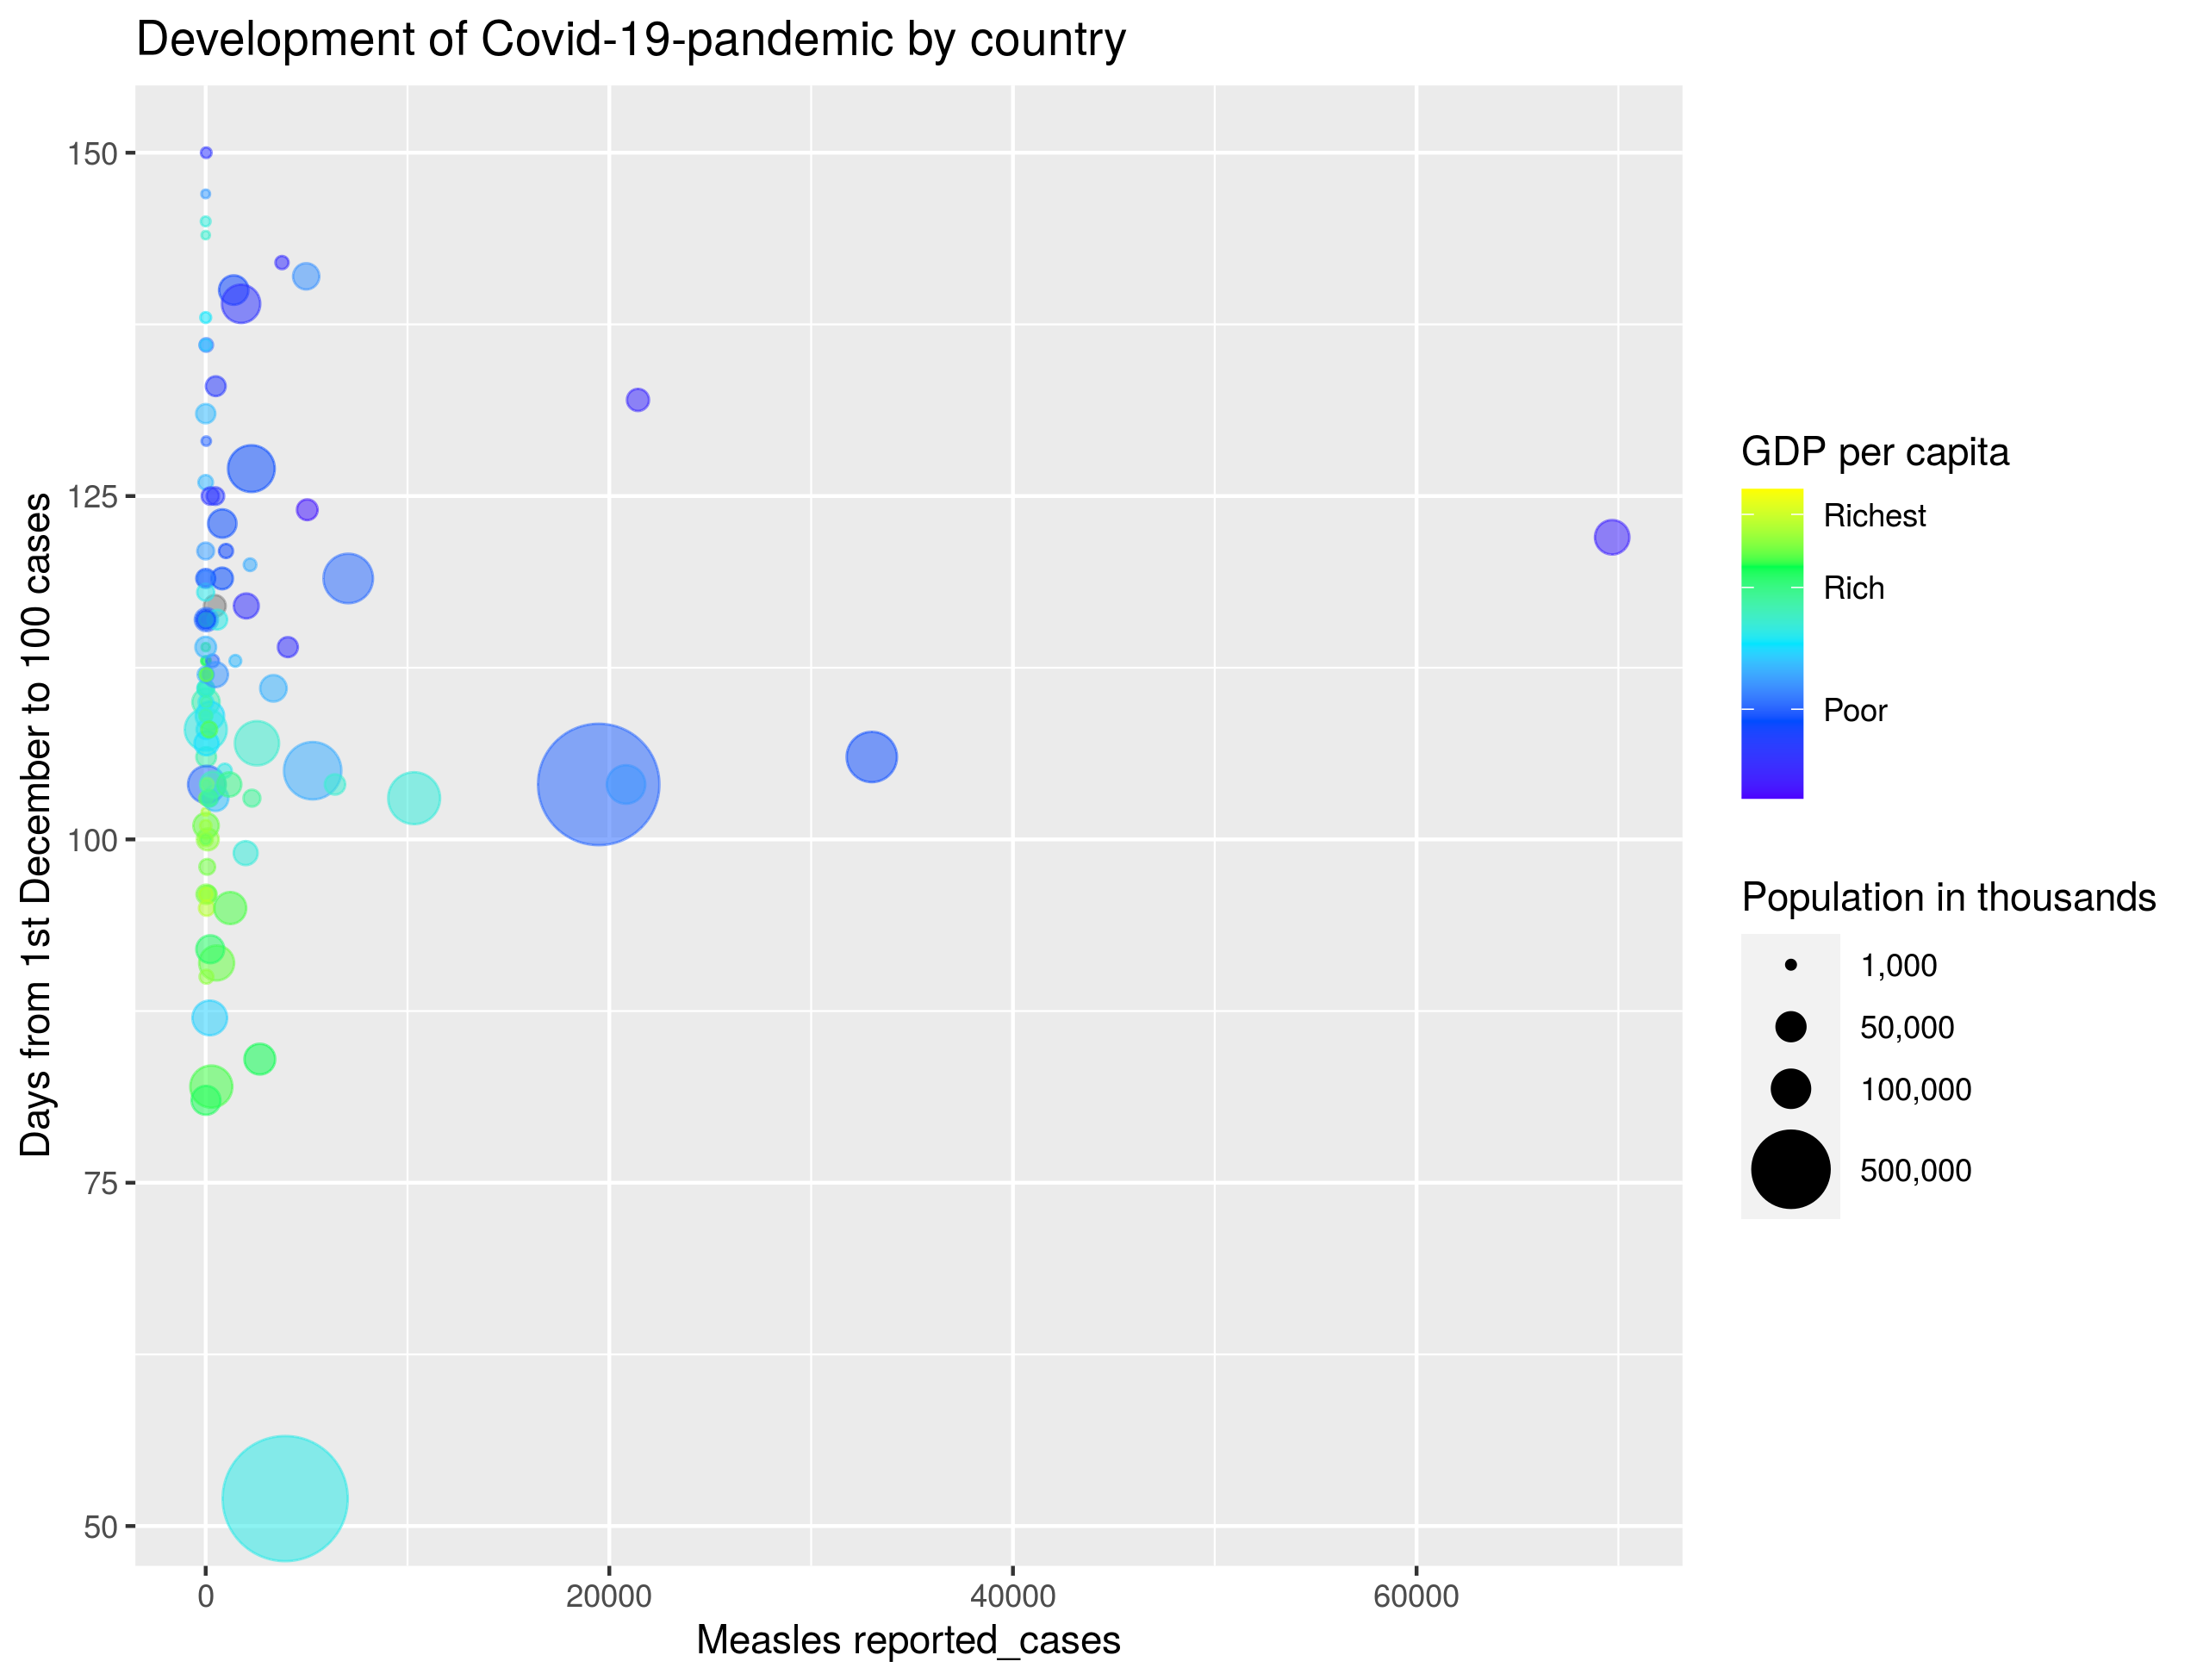 Development of Covid-19-pandemic by country
Days from 1st December to 100 cases
150
125
100
75
50
0
20000
40000
60000
Measles reported_cases
GDP per capita
Richest
Rich
Poor
Population in thousands
1,000
50,000
100,000
500,000